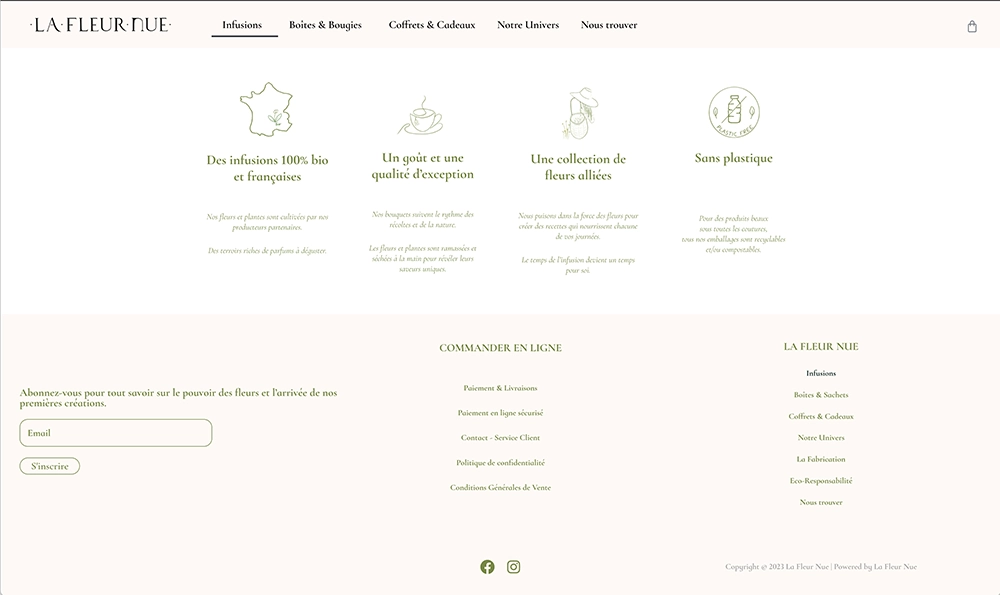 ·LA·FLEUR·NUE·
Infusions
Boîtes & Bougies
Coffrets & Cadeaux
Notre Univers
Nous trouver
Des infusions 100% bio
et françaises
Nos fleurs et plantes sont cultivées par nos
producteurs partenaires.
Des terroirs riches de parfums à déguster.
Un goût et une
qualité d'exception
Nos bouquets suivent le rythme des
récoltes et de la nature.
Les fleurs et plantes sont ramassées et
séchées à la main pour révéler leurs
saveurs uniques.
Une collection de
fleurs alliées
Nous puisons dans la force des fleurs pour
créer des recettes qui nourrissent chacune
de vos journées.
Le temps de l'infusion devient un temps
pour soi.
PLASTIC FREE
Sans plastique
Pour des produits beaux
sous toutes les coutures,
tous nos emballages sont recyclables
et/ou compostables.
Abonnez-vous pour tout savoir sur le pouvoir des fleurs et l'arrivée de nos
premières créations.
Email
S'inscrire
COMMANDER EN LIGNE
Paiement & Livraisons
Paiement en ligne sécurisé
Contact - Service Client
Politique de confidentialité
Conditions Générales de Vente
LA FLEUR NUE
Infusions
Boîtes & Sachets
Coffrets & Cadeaux
Notre Univers
La Fabrication
Eco-Responsabilité
Nous trouver
Copyright © 2023 La Fleur Nue | Powered by La Fleur Nue